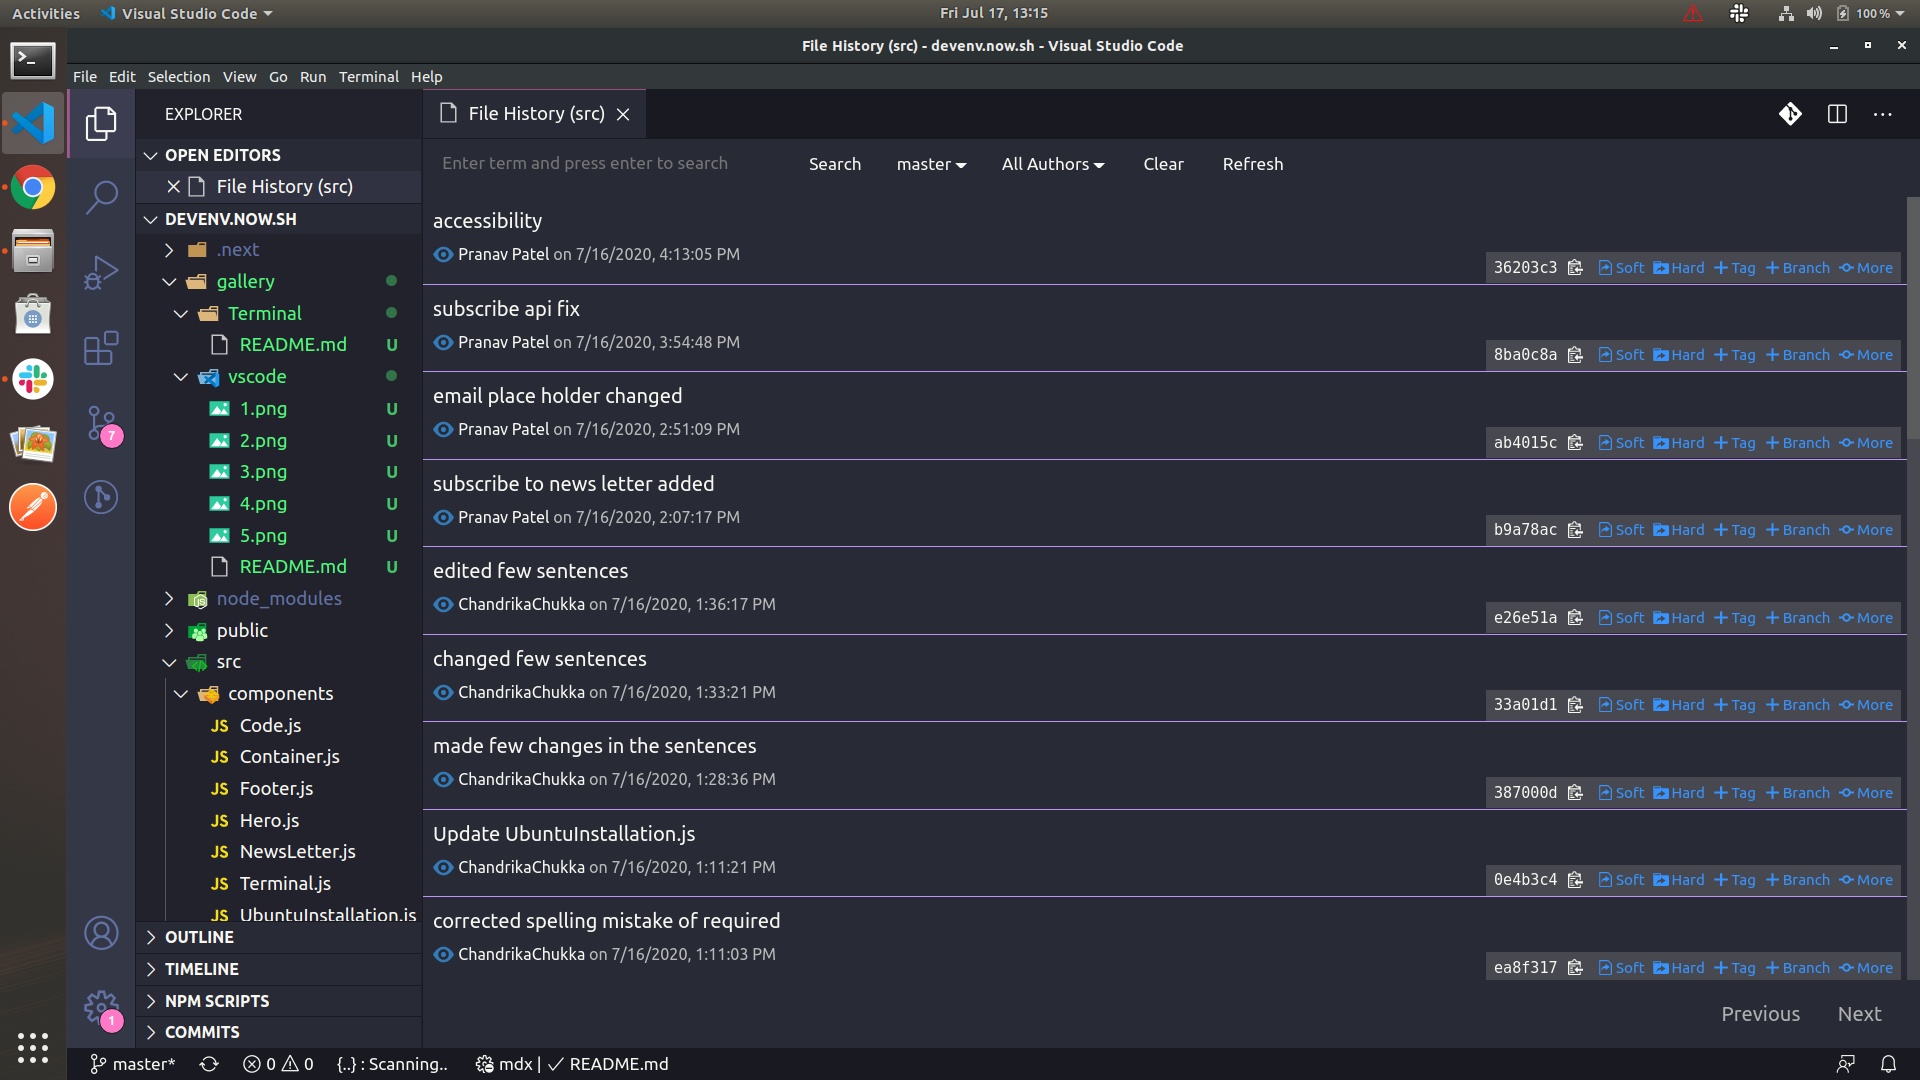 Activities
Visual Studio Code
Fri Jul 17, 13:15
100 %
File History (src) - devenv.now.sh - Visual Studio Code
File Edit Selection View Go Run Terminal Help
EXPLORER
OPEN EDITORS
File History (src)
DEVENV.NOW.SH
.next
gallery
Terminal
README.md U
vscode
1.png U
2.png U
3.png U
4.png U
5.png U
README.md U
node_modules
public
src
components
JS Code.js
JS Container.js
JS Footer.js
JS Hero.js
JS NewsLetter.js
JS Terminal.js
JS UbuntuInstallation.js
OUTLINE
TIMELINE
NPM SCRIPTS
COMMITS
7
1
File History (src)
Enter term and press enter to search Search master All Authors Clear Refresh
accessibility
Pranav Patel on 7/16/2020, 4:13:05 PM
36203c3 Soft Hard Tag Branch More
subscribe api fix
Pranav Patel on 7/16/2020, 3:54:48 PM
8ba0c8a Soft Hard Tag Branch More
email place holder changed
Pranav Patel on 7/16/2020, 2:51:09 PM
ab4015c Soft Hard Tag Branch More
subscribe to news letter added
Pranav Patel on 7/16/2020, 2:07:17 PM
b9a78ac Soft Hard Tag Branch More
edited few sentences
ChandrikaChukka on 7/16/2020, 1:36:17 PM
e26e51a Soft Hard Tag Branch More
changed few sentences
ChandrikaChukka on 7/16/2020, 1:33:21 PM
33a01d1 Soft Hard Tag Branch More
made few changes in the sentences
ChandrikaChukka on 7/16/2020, 1:28:36 PM
387000d Soft Hard Tag Branch More
Update UbuntuInstallation.js
ChandrikaChukka on 7/16/2020, 1:11:21 PM
0e4b3c4 Soft Hard Tag Branch More
corrected spelling mistake of required
ChandrikaChukka on 7/16/2020, 1:11:03 PM
ea8f317 Soft Hard Tag Branch More
Previous Next
master* 0 0 {..} : Scanning.. mdx | ✓ README.md